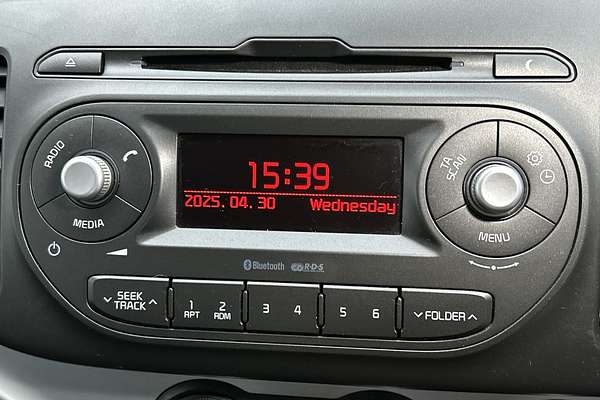 RADIO
MEDIA
15:39
2025. 04. 30 Wednesday
TA
SCAN
MENU
Bluetooth R·D·S
SEEK
TRACK
1 2
RPT RDM
3 4
5 6
FOLDER